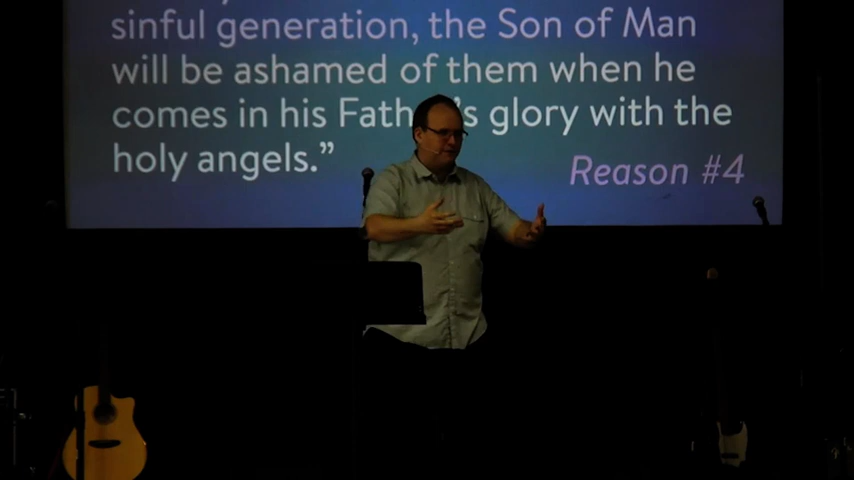 sinful generation, the Son of Man
will be ashamed of them when he
comes in his Father's glory with the
holy angels.”
Reason #4